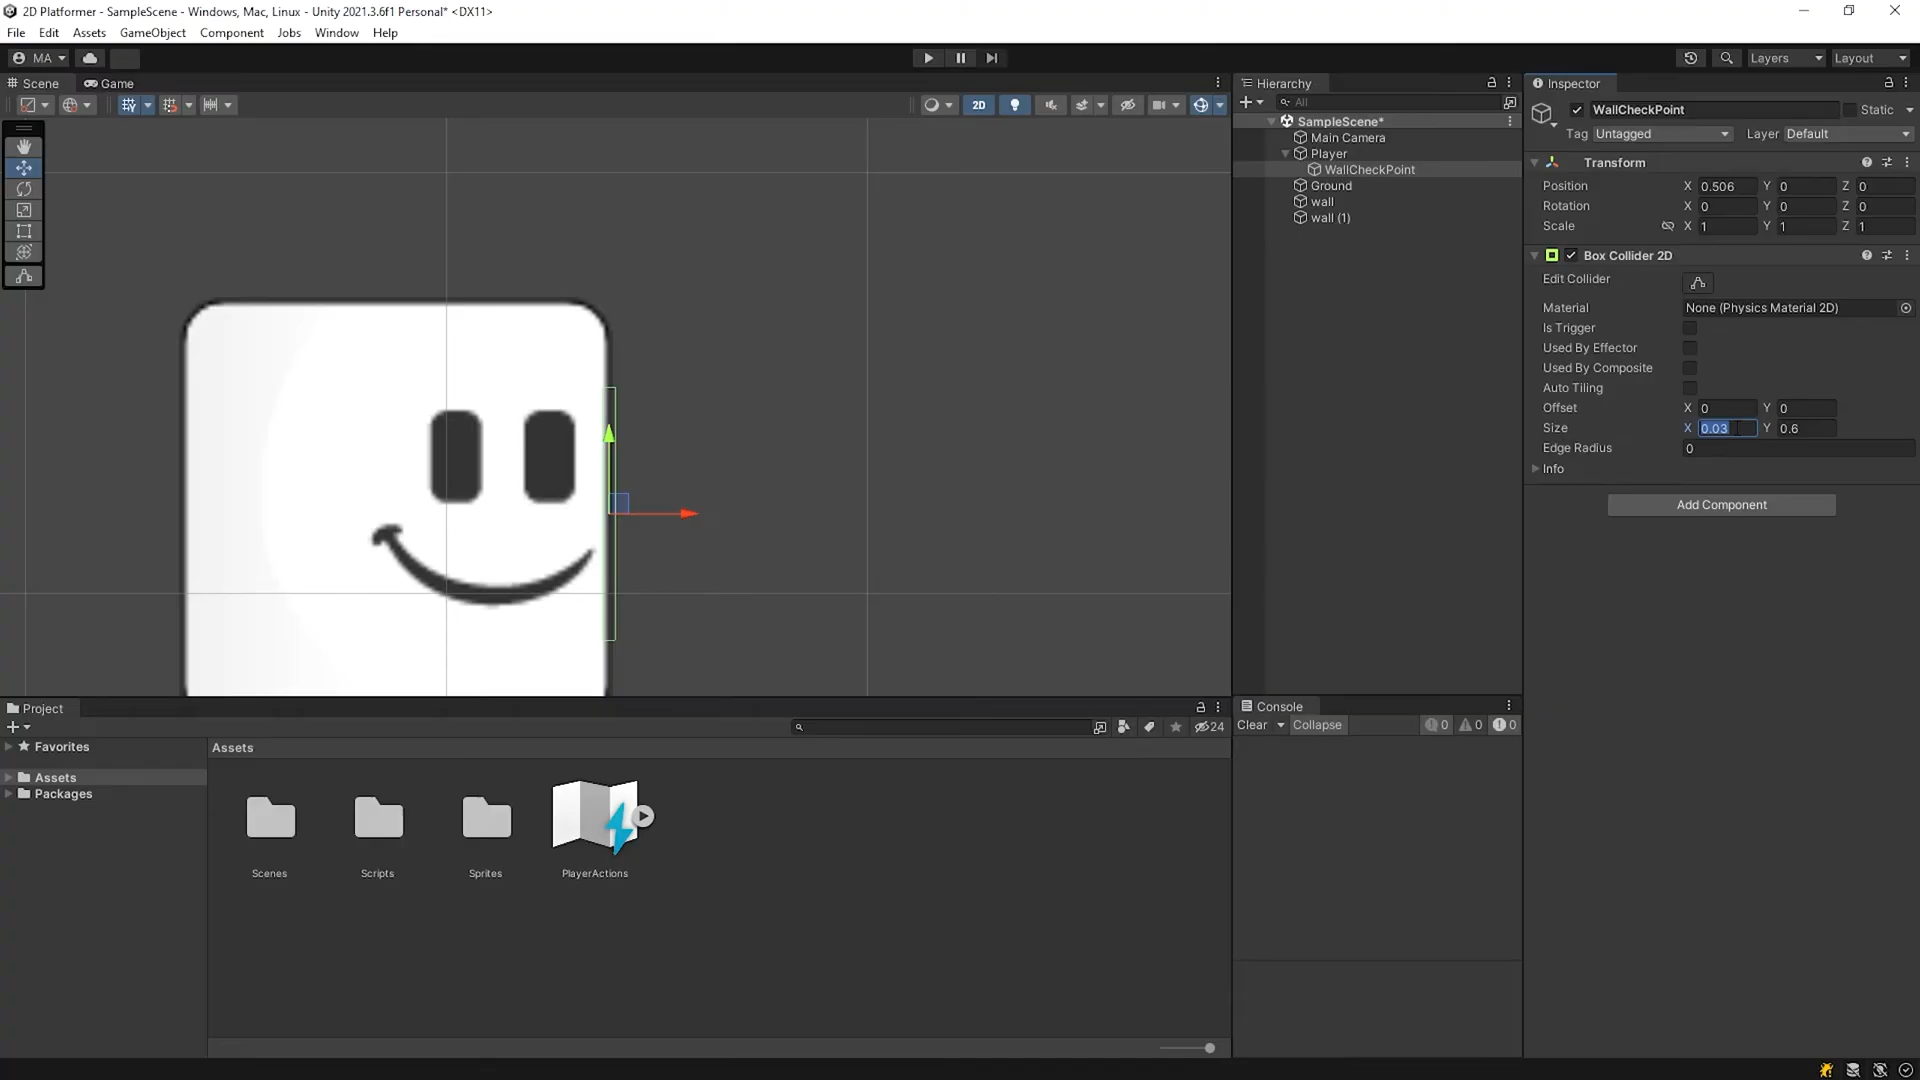 2D Platformer - SampleScene - Windows, Mac, Linux - Unity 2021.3.6f1 Personal* <DX11>
File Edit Assets GameObject Component Jobs Window Help
MA Layers Layout
Scene Game
2D
Hierarchy
All
SampleScene*
Main Camera
Player
WallCheckPoint
Ground
wall
wall (1)
Inspector
WallCheckPoint Static
Tag Untagged Layer Default
Transform
Position X 0.506 Y 0 Z 0
Rotation X 0 Y 0 Z 0
Scale X 1 Y 1 Z 1
Box Collider 2D
Edit Collider
Material None (Physics Material 2D)
Is Trigger
Used By Effector
Used By Composite
Auto Tiling
Offset X 0 Y 0
Size X 0.03 Y 0.6
Edge Radius 0
Info
Add Component
Project
24
Favorites
Assets
Packages
Assets
Scenes Scripts Sprites PlayerActions
Console
Clear Collapse 0 0 0